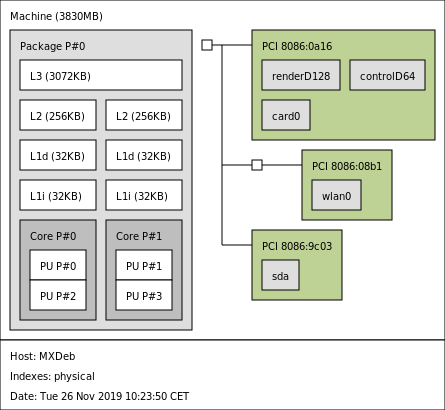 Machine (3830MB)
Package P#0
L3 (3072KB)
L2 (256KB) L2 (256KB)
L1d (32KB) L1d (32KB)
L1i (32KB) L1i (32KB)
Core P#0 Core P#1
PU P#0 PU P#1
PU P#2 PU P#3
PCI 8086:0a16
renderD128 controlD64
card0
PCI 8086:08b1
wlan0
PCI 8086:9c03
sda
Host: MXDeb
Indexes: physical
Date: Tue 26 Nov 2019 10:23:50 CET